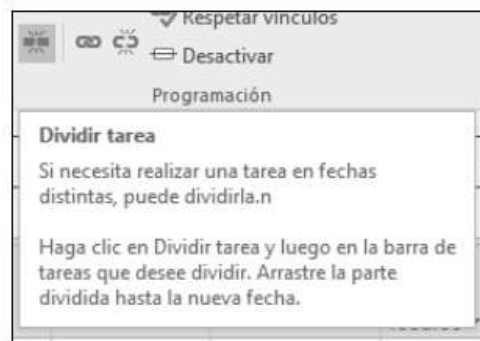 Respetar vínculos
Desactivar
Programación
Dividir tarea
Si necesita realizar una tarea en fechas
distintas, puede dividirla.n
Haga clic en Dividir tarea y luego en la barra de
tareas que desee dividir. Arrastre la parte
dividida hasta la nueva fecha.